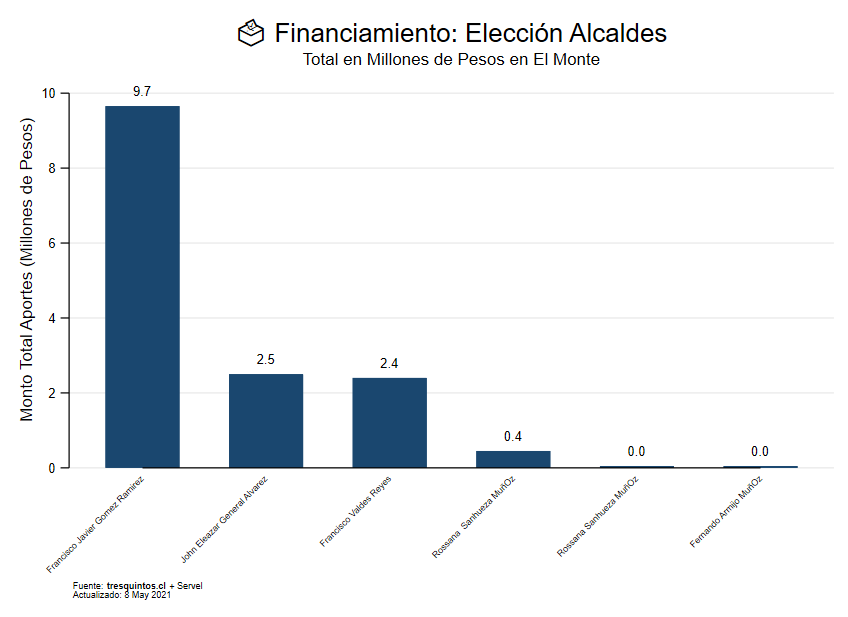 Financiamiento: Elección Alcaldes
Total en Millones de Pesos en El Monte
Monto Total Aportes (Millones de Pesos)
10
8
6
4
2
0
9.7
2.5
2.4
0.4
0.0
0.0
Francisco Javier Gomez Ramirez
John Eleazar General Alvarez
Francisco Valdes Reyes
Rossana  Sanhueza MuñOz
Rossana Sanhueza MuñOz
Fernando Armijo MuñOz
Fuente: tresquintos.cl + Servel
Actualizado: 8 May 2021